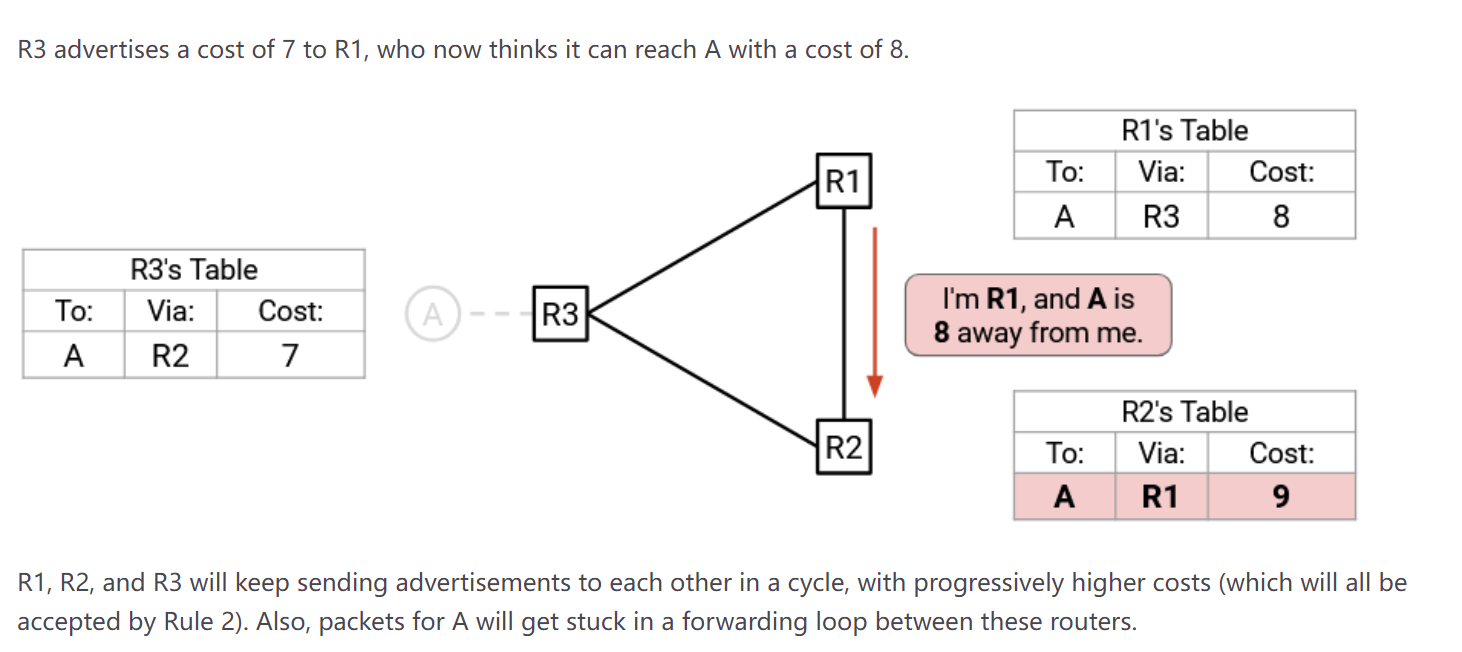 R3 advertises a cost of 7 to R1, who now thinks it can reach A with a cost of 8.
R1's Table
To: Via: Cost:
A R3 8
R1
R3's Table
To: Via: Cost:
A R2 7
A
R3
I'm R1, and A is
8 away from me.
R2
R2's Table
To: Via: Cost:
A R1 9
R1, R2, and R3 will keep sending advertisements to each other in a cycle, with progressively higher costs (which will all be
accepted by Rule 2). Also, packets for A will get stuck in a forwarding loop between these routers.